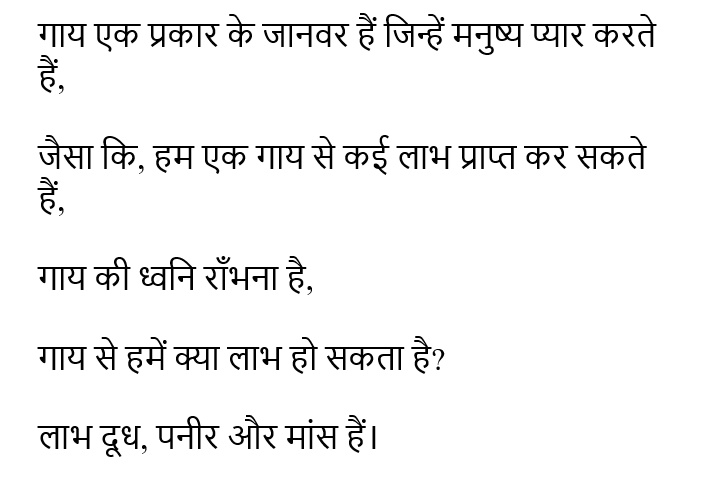 गाय एक प्रकार के जानवर हैं जिन्हें मनुष्य प्यार करते
हैं,
जैसा कि, हम एक गाय से कई लाभ प्राप्त कर सकते
हैं,
गाय की ध्वनि राँभना है,
गाय से हमें क्या लाभ हो सकता है?
लाभ दूध, पनीर और मांस हैं।